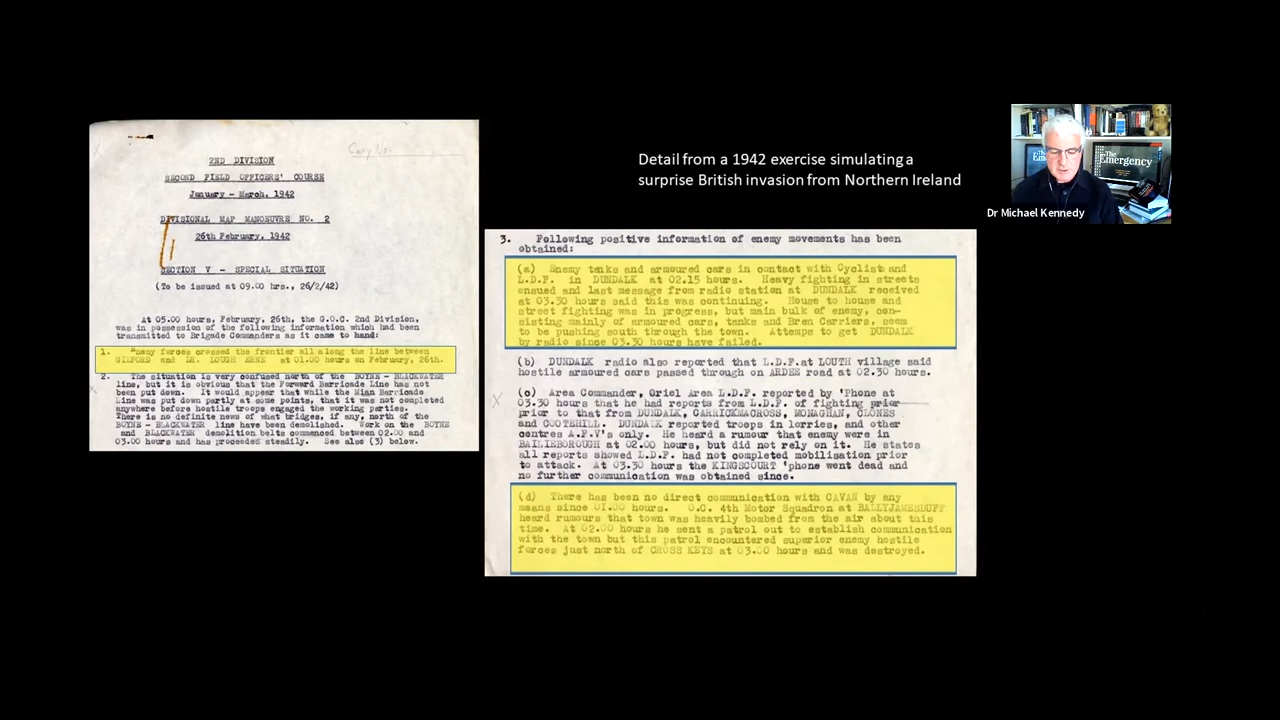 Copy No:
2ND DIVISION
SECOND FIELD OFFICERS' COURSE
January - March, 1942
DIVISIONAL MAP MANOEUVRE NO. 2
26th February, 1942
SECTION V - SPECIAL SITUATION
(To be issued at 09.00 hrs., 26/2/42)
At 05.00 hours, February, 26th, the G.O.C. 2nd Division,
was in possession of the following information which had been
transmitted to Brigade Commanders as it came to hand:
1. "nemy forces crossed the frontier all along the line between
GILFORD and LR. LOUGH ERNE at 01.00 hours on February, 26th.
2. The situation is very confused north of the BOYNE - BLACKWATER
line, but it is obvious that the Forward Barricade Line has not
been put down. It would appear that while the Mian Barricade
Line was put down partly at some points, that it was not completed
anywhere before hostile troops engaged the working parties.
There is no definite news of what bridges, if any, north of the
BOYNE - BLACKWATER line have been demolished. Work on the BOYNE
and BLACKWATER demolition belts commenced between 02.00 and
03.00 hours and has proceeded steadily. See also (3) below.
Detail from a 1942 exercise simulating a
surprise British invasion from Northern Ireland
3. Following positive information of enemy movements has been
obtained:
(a) Enemy tanks and armoured cars in contact with Cyclists and
L.D.F. in DUNDALK at 02.15 hours. Heavy fighting in streets
ensued and last message from radio station at DUNDALK received
at 03.30 hours said this was continuing. House to house and
street fighting was in progress, but main bulk of enemy, con-
sisting mainly of armoured cars, tanks and Bren Carriers, seem
to be pushing south through the town. Attemps to get DUNDALK
by radio since 03.30 hours have failed.
(b) DUNDALK radio also reported that L.D.F. at LOUTH village said
hostile armoured cars passed through on ARDEE road at 02.30 hours.
(c) Area Commander, Oriel Area L.D.F. reported by 'Phone at
03.30 hours that he had reports from L.D.F. of fighting prior
prior to that from DUNDALK, CARRICKMACROSS, MONAGHAN, CLONES
and COOTEHILL. DUNDALK reported troops in lorries, and other
centres A.F.V's only. He heard a rumour that enemy were in
BAILIEBOROUGH at 02.00 hours, but did not rely on it. He states
all reports showed L.D.F. had not completed mobilisation prior
to attack. At 03.30 hours the KINGSCOURT 'phone went dead and
no further communication was obtained since.
(d) There has been no direct communication with CAVAN by any
means since 01.00 hours. O.C. 4th Motor Squadron at BALLYJAMESDUFF
heard rumours that town was heavily bombed from the air about this
time. At 02.00 hours he sent a patrol out to establish communication
with the town but this patrol encountered superior enemy hostile
forces just north of CROSS KEYS at 03.00 hours and was destroyed.
The
Emergency
Dr Michael Kennedy